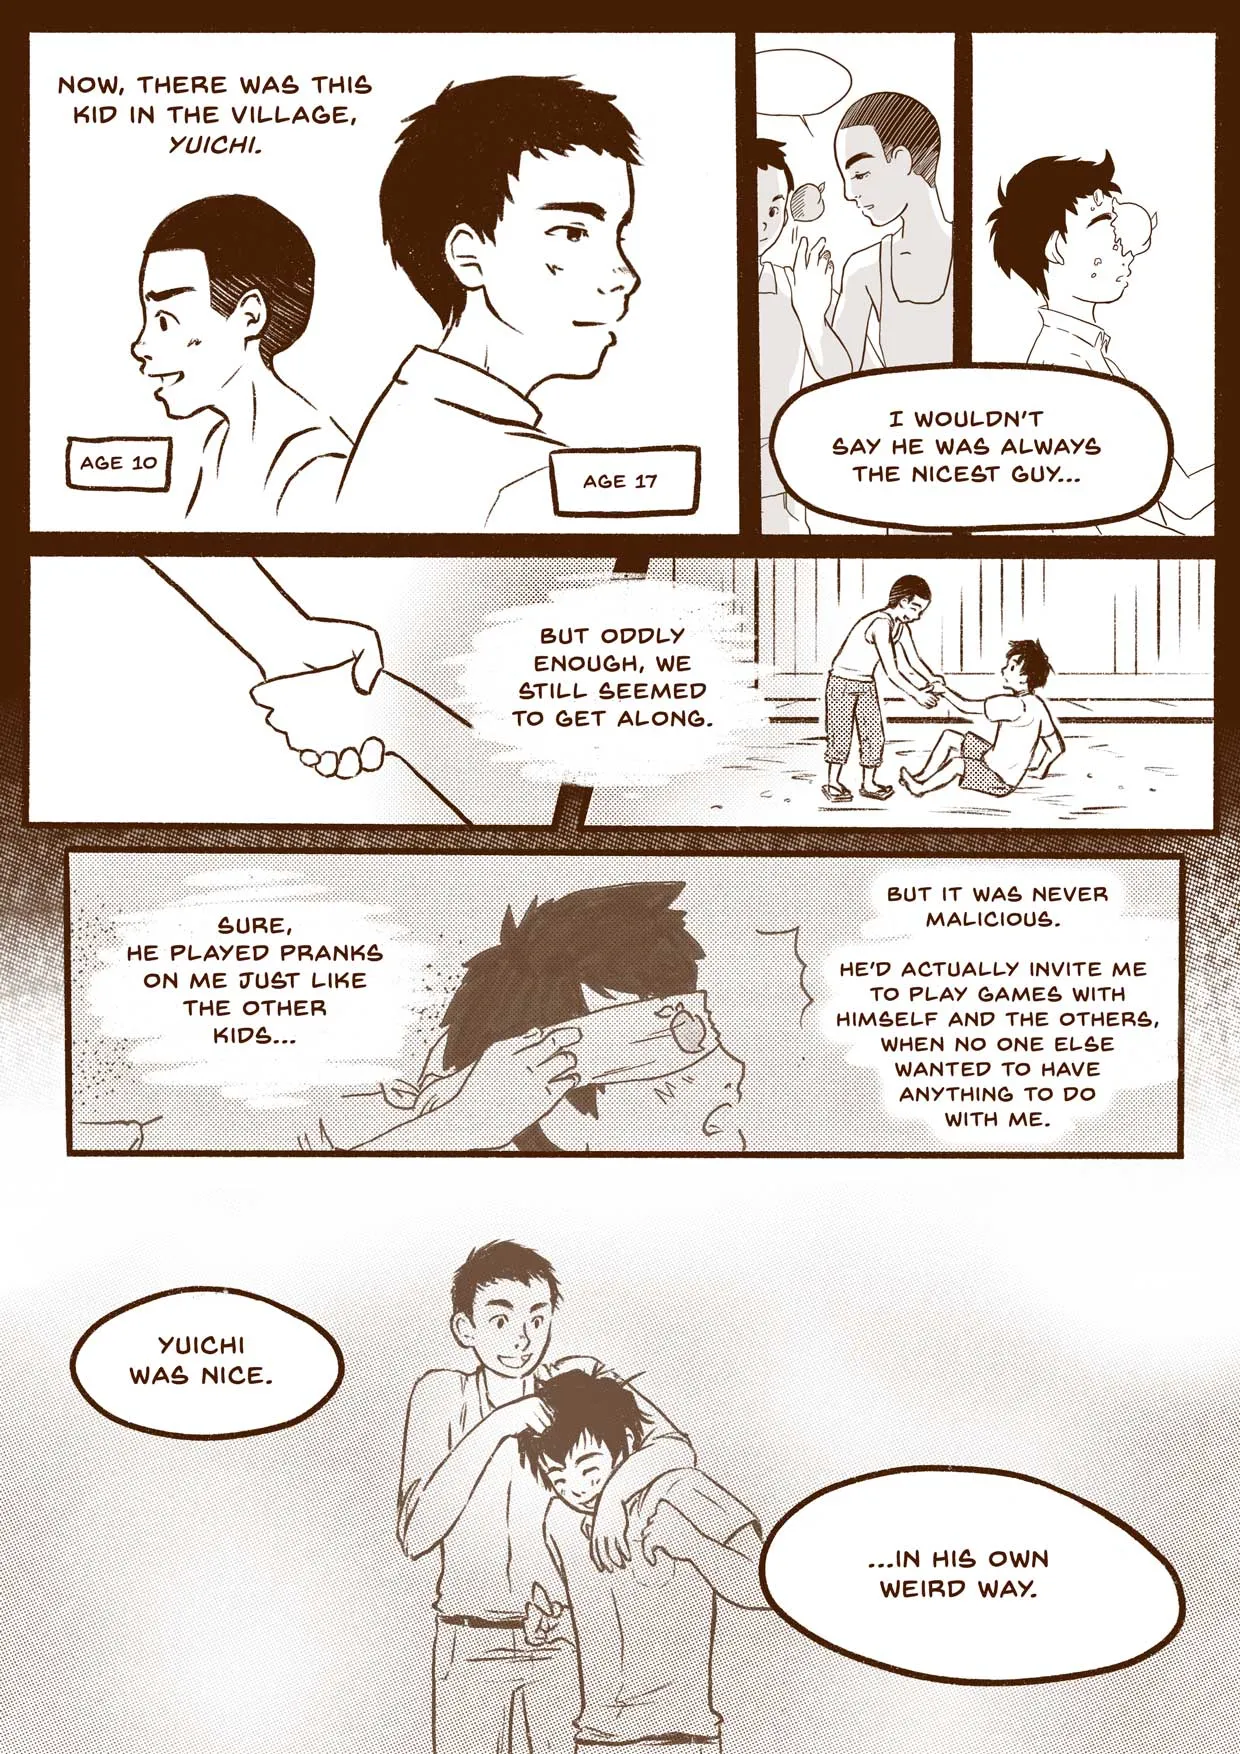 NOW, THERE WAS THIS
KID IN THE VILLAGE,
YUICHI.
AGE 10
AGE 17
I WOULDN'T
SAY HE WAS ALWAYS
THE NICEST GUY...
BUT ODDLY
ENOUGH, WE
STILL SEEMED
TO GET ALONG.
SURE,
HE PLAYED PRANKS
ON ME JUST LIKE
THE OTHER
KIDS...
BUT IT WAS NEVER
MALICIOUS.
HE'D ACTUALLY INVITE ME
TO PLAY GAMES WITH
HIMSELF AND THE OTHERS,
WHEN NO ONE ELSE
WANTED TO HAVE
ANYTHING TO DO
WITH ME.
YUICHI
WAS NICE.
...IN HIS OWN
WEIRD WAY.